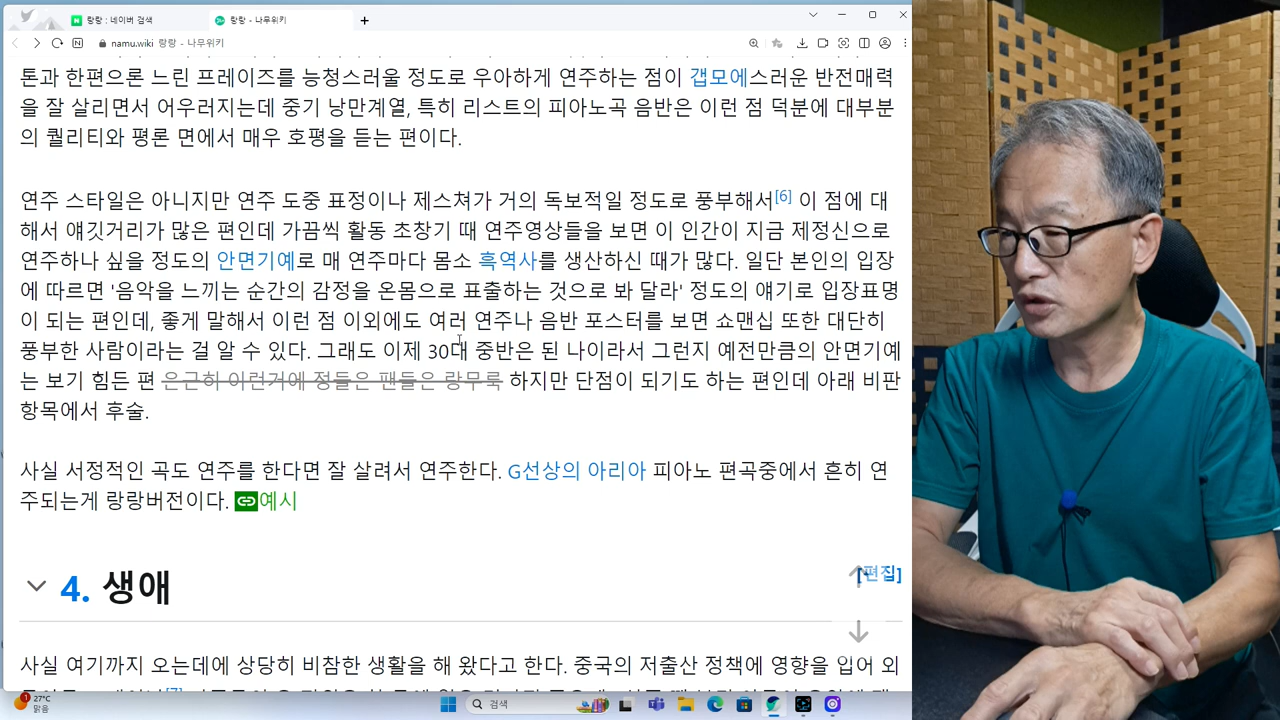 랑랑 : 네이버 검색
랑랑 - 나무위키
namu.wiki 랑랑 - 나무위키
톤과 한편으론 느린 프레이즈를 능청스러울 정도로 우아하게 연주하는 점이 갭모에스러운 반전매력
을 잘 살리면서 어우러지는데 중기 낭만계열, 특히 리스트의 피아노곡 음반은 이런 점 덕분에 대부분
의 퀄리티와 평론 면에서 매우 호평을 듣는 편이다.
연주 스타일은 아니지만 연주 도중 표정이나 제스쳐가 거의 독보적일 정도로 풍부해서[6] 이 점에 대
해서 얘깃거리가 많은 편인데 가끔씩 활동 초창기 때 연주영상들을 보면 이 인간이 지금 제정신으로
연주하나 싶을 정도의 안면기예로 매 연주마다 몸소 흑역사를 생산하신 때가 많다. 일단 본인의 입장
에 따르면 '음악을 느끼는 순간의 감정을 온몸으로 표출하는 것으로 봐 달라' 정도의 얘기로 입장표명
이 되는 편인데, 좋게 말해서 이런 점 이외에도 여러 연주나 음반 포스터를 보면 쇼맨십 또한 대단히
풍부한 사람이라는 걸 알 수 있다. 그래도 이제 30대 중반은 된 나이라서 그런지 예전만큼의 안면기예
는 보기 힘든 편 은근히 이런거에 정들은 팬들은 랑무룩 하지만 단점이 되기도 하는 편인데 아래 비판
항목에서 후술.
사실 서정적인 곡도 연주를 한다면 잘 살려서 연주한다. G선상의 아리아 피아노 편곡중에서 흔히 연
주되는게 랑랑버전이다. 예시
4. 생애
[편집]
사실 여기까지 오는데에 상당히 비참한 생활을 해 왔다고 한다. 중국의 저출산 정책에 영향을 입어 외
27°C
맑음
검색